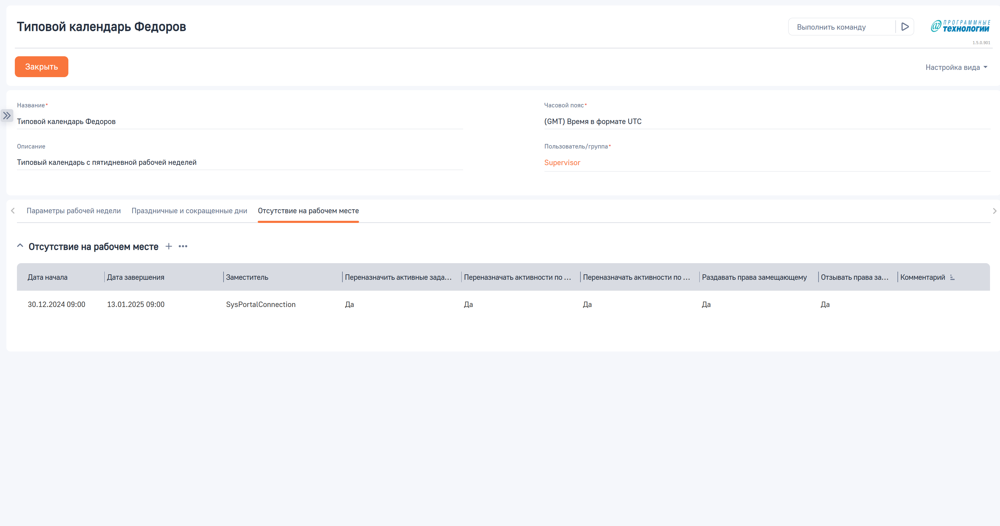 Типовой календарь Федоров
Выполнить команду
@ПРОГРАММНЫЕ
ТЕХНОЛОГИИ
1.5.0.901
Закрыть
Настройка вида
Название*
Часовой пояс*
Типовой календарь Федоров
(GMT) Время в формате UTC
Описание
Пользователь/группа*
Типовый календарь с пятидневной рабочей неделей
Supervisor
Параметры рабочей недели Праздничные и сокращенные дни Отсутствие на рабочем месте
Отсутствие на рабочем месте
Дата начала Дата завершения Заместитель Переназначить активные зада... Переназначать активности по ... Переназначать активности по ... Раздавать права замещающему Отзывать права за... Комментарий
30.12.2024 09:00 13.01.2025 09:00 SysPortalConnection Да Да Да Да Да